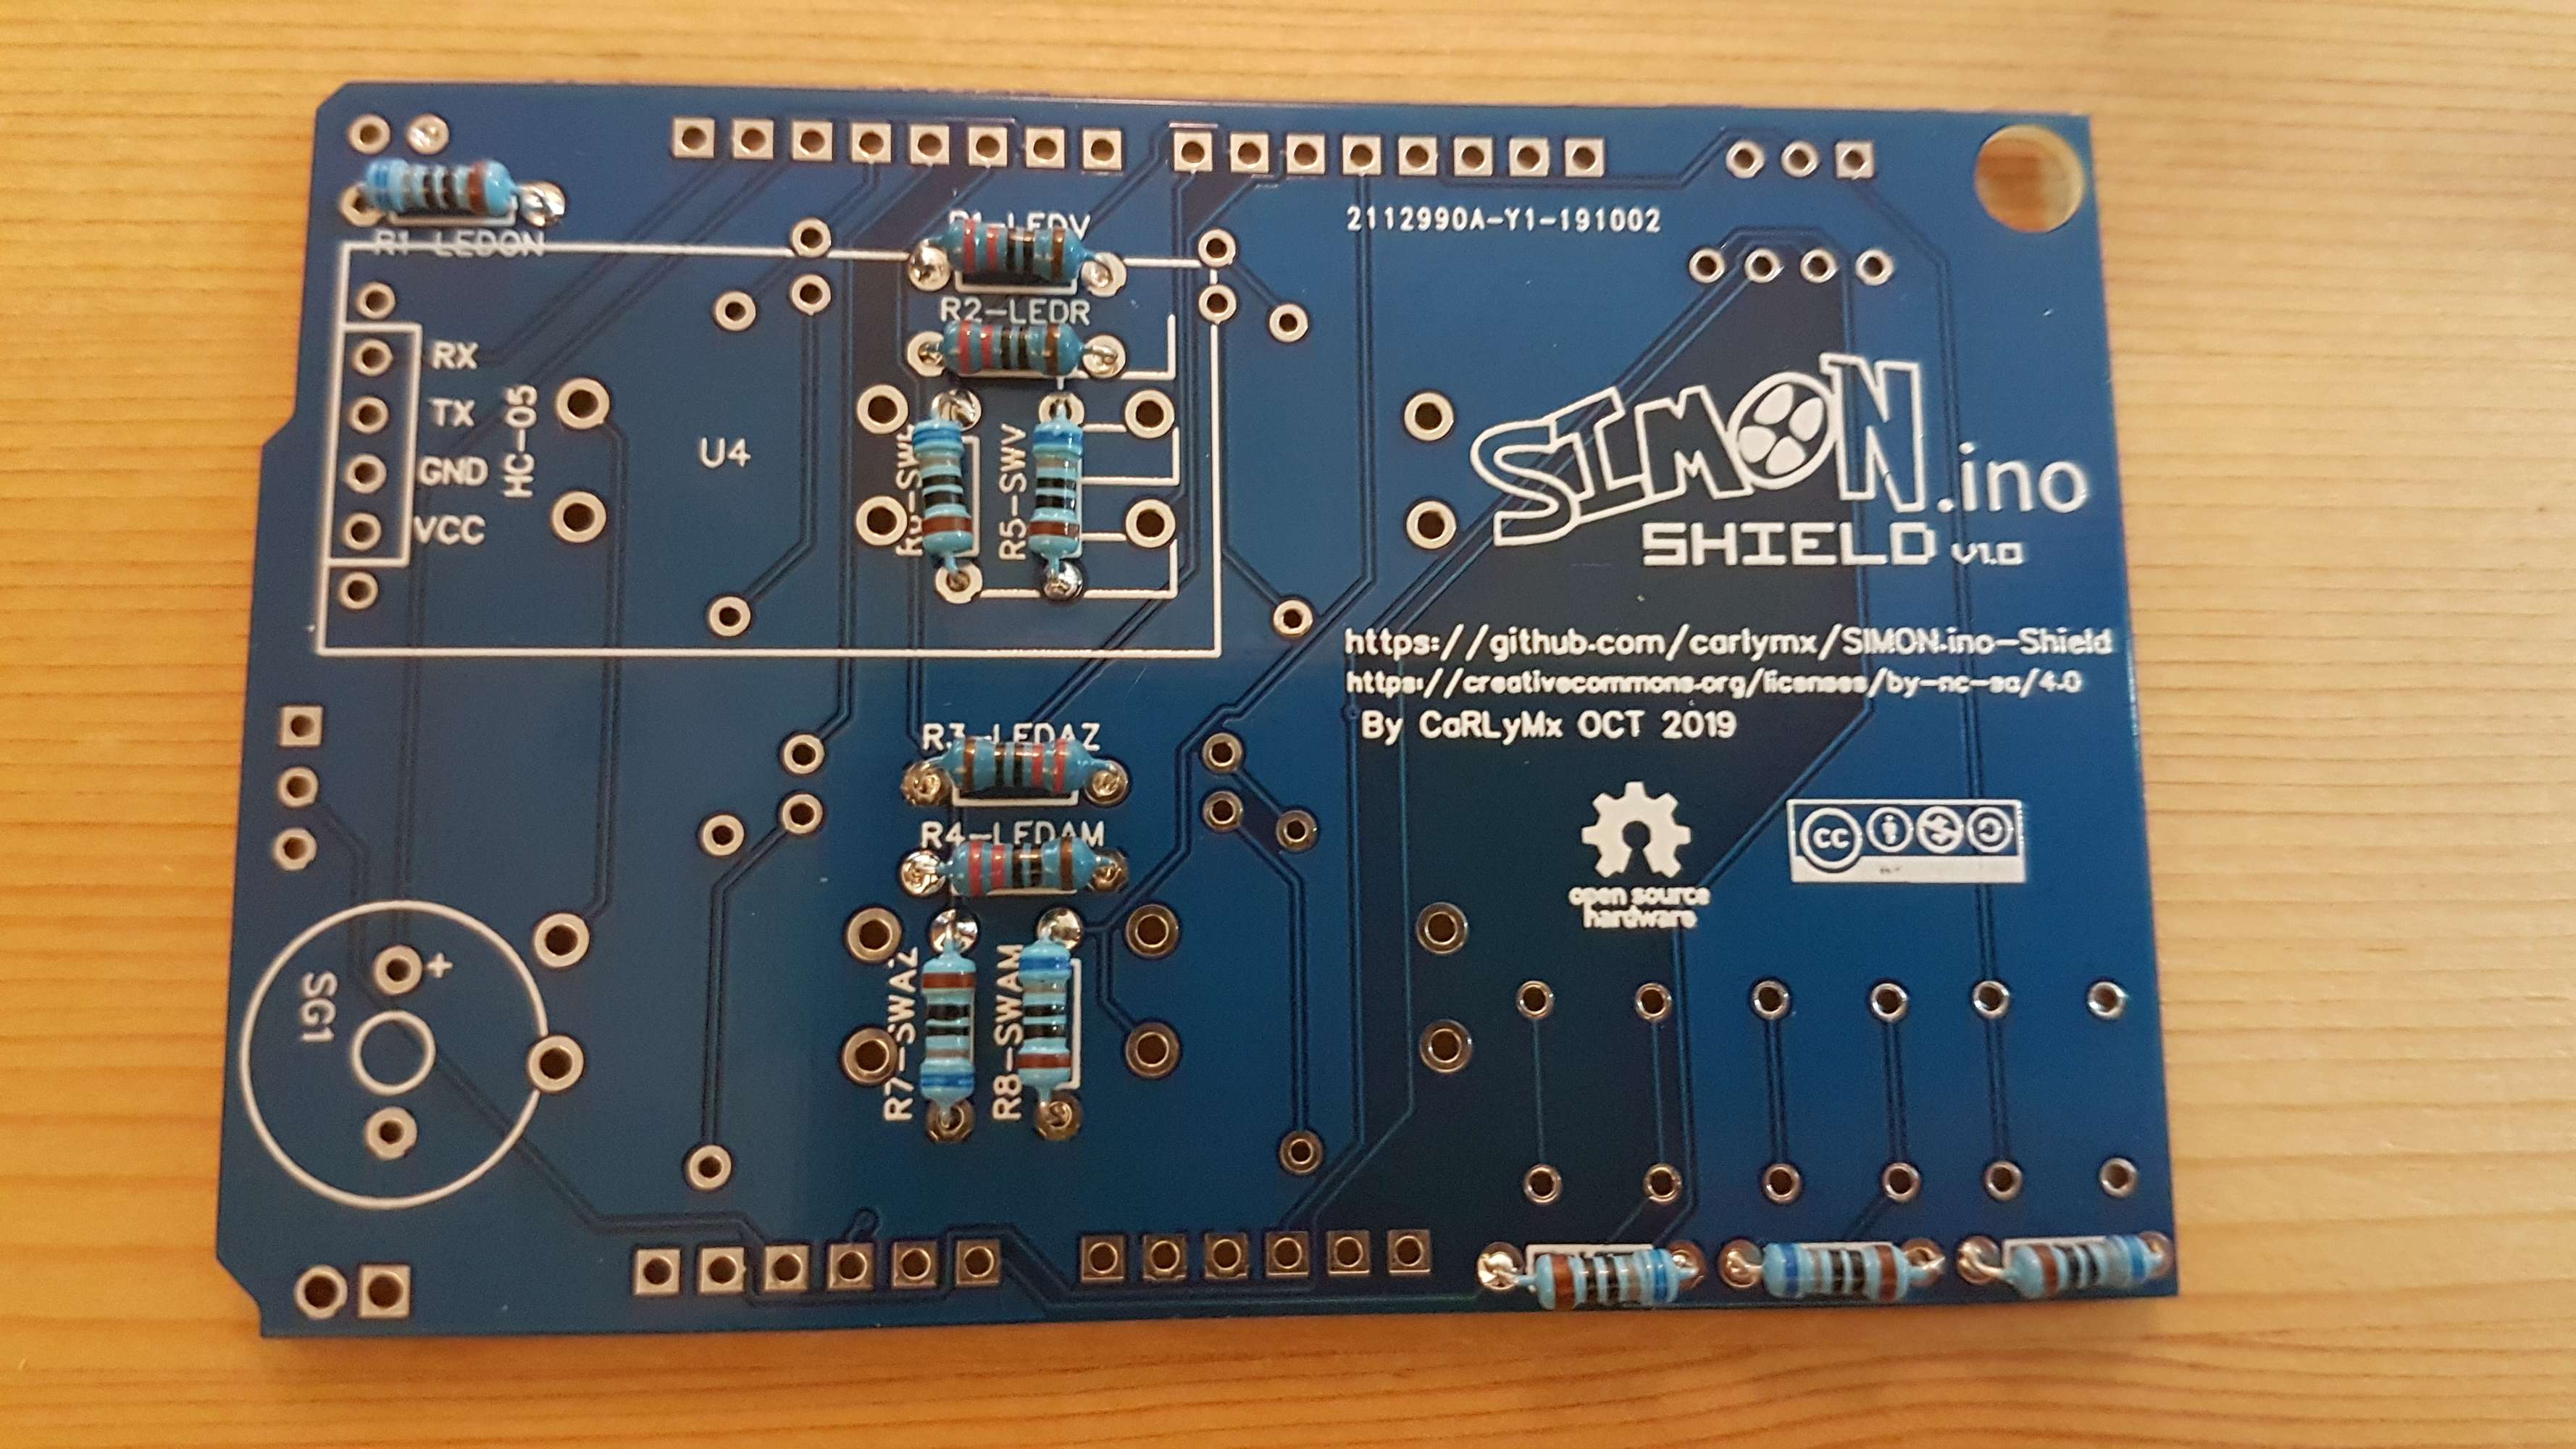 R1-LEDON
R1-LEDV
2112990A-Y1-191002
R2-LEDR
RX
TX
GND
VCC
HC-05
U4
R5-SWV
SIMON.ino
SHIELD V1.0
https://github.com/carlymx/SIMON.ino-Shield
https://creativecommons.org/licenses/by-nc-sa/4.0
By CaRLyMx OCT 2019
R3-LEDAZ
R4-LEDAM
open source
hardware
cc
R7-SWAZ
R8-SWAM
SG1
+